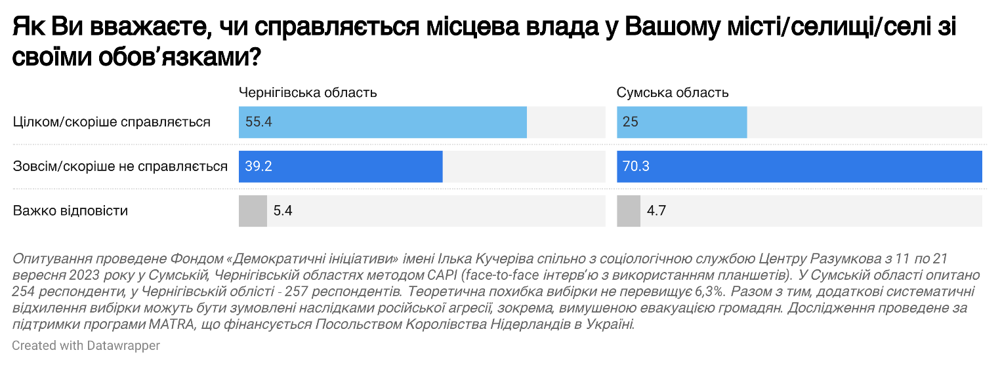 Як Ви вважаєте, чи справляється місцева влада у Вашому місті/селищі/селі зі
своїми обов’язками?
Чернігівська область Сумська область
Цілком/скоріше справляється 55.4 25
Зовсім/скоріше не справляється 39.2 70.3
Важко відповісти 5.4 4.7
Опитування проведене Фондом «Демократичні ініціативи» імені Ілька Кучеріва спільно з соціологічною службою Центру Разумкова з 11 по 21
вересня 2023 року у Сумській, Чернігівській областях методом CAPI (face-to-face інтерв’ю з використанням планшетів). У Сумській області опитано
254 респонденти, у Чернігівській облісті - 257 респондентів. Теоретична похибка вибірки не перевищує 6,3%. Разом з тим, додаткові систематичні
відхилення вибірки можуть бути зумовлені наслідками російської агресії, зокрема, вимушеною евакуацією громадян. Дослідження проведене за
підтримки програми MATRA, що фінансується Посольством Королівства Нідерландів в Україні.
Created with Datawrapper